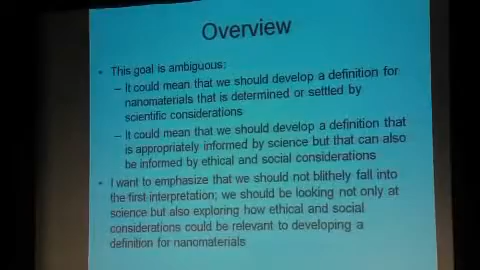 Overview
• This goal is ambiguous:
– It could mean that we should develop a definition for
nanomaterials that is determined or settled by
scientific considerations
– It could mean that we should develop a definition that
is appropriately informed by science but that can also
be informed by ethical and social considerations
• I want to emphasize that we should not blithely fall into
the first interpretation; we should be looking not only at
science but also exploring how ethical and social
considerations could be relevant to developing a
definition for nanomaterials